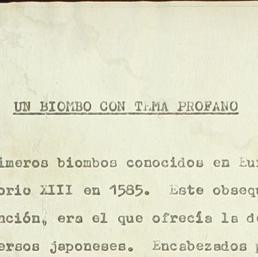 UN BIOMBO CON TEMA PROFANO
imeros biombos conocidos en Eur
orio XIII en 1585. Este obsequ
nción, era el que ofrecía la de
ersos japoneses. Encabezados p